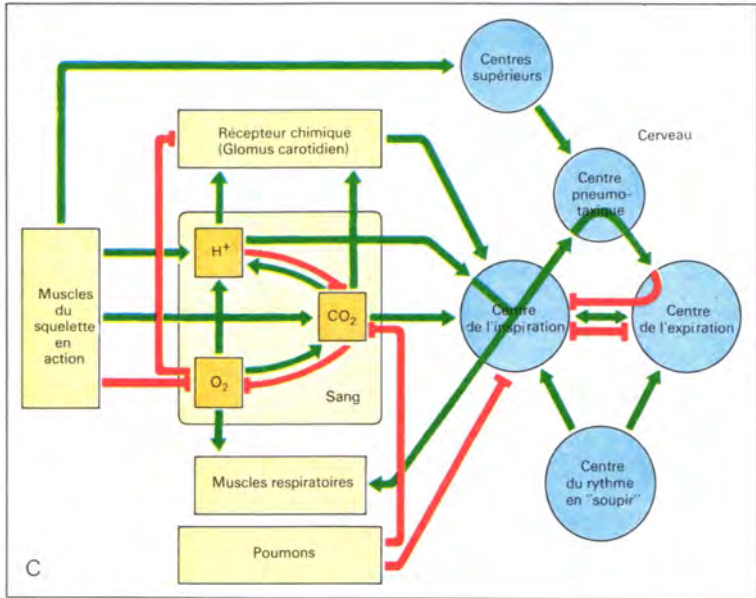 Centres
supérieurs
Récepteur chimique
(Glomus carotidien)
Cerveau
Centre
pneumo-
taxique
H+
Muscles
du
squelette
en
action
CO2
Centre
de l'inspiration
Centre
de l'expiration
O2
Sang
Muscles respiratoires
Centre
du rythme
en "soupir"
Poumons
C